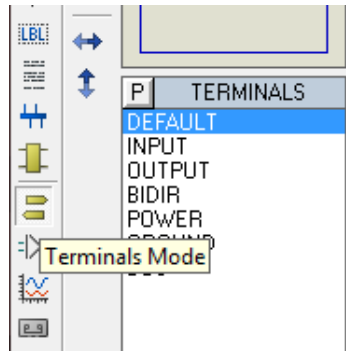 LBL
P TERMINALS
DEFAULT
INPUT
OUTPUT
BIDIR
POWER
Terminals Mode